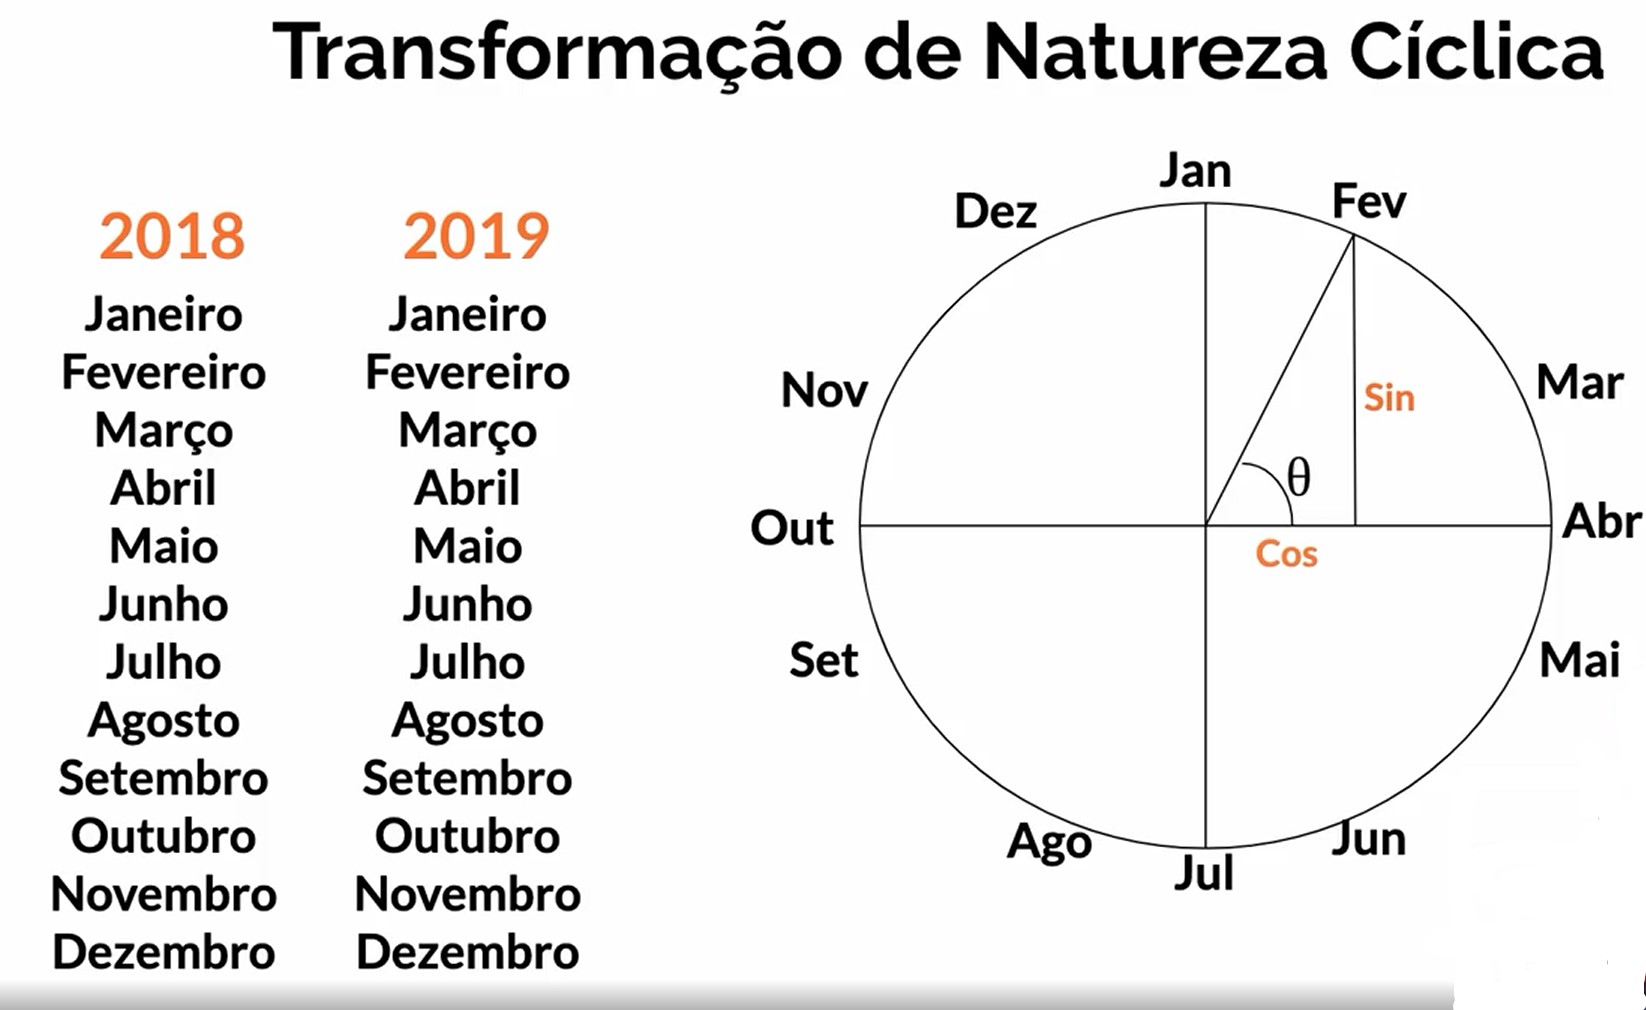 Transformação de Natureza Cíclica
2018 2019
Janeiro Janeiro
Fevereiro Fevereiro
Março Março
Abril Abril
Maio Maio
Junho Junho
Julho Julho
Agosto Agosto
Setembro Setembro
Outubro Outubro
Novembro Novembro
Dezembro Dezembro
Jan
Fev
Mar
Abr
Mai
Jun
Jul
Ago
Set
Out
Nov
Dez
Sin
θ
Cos